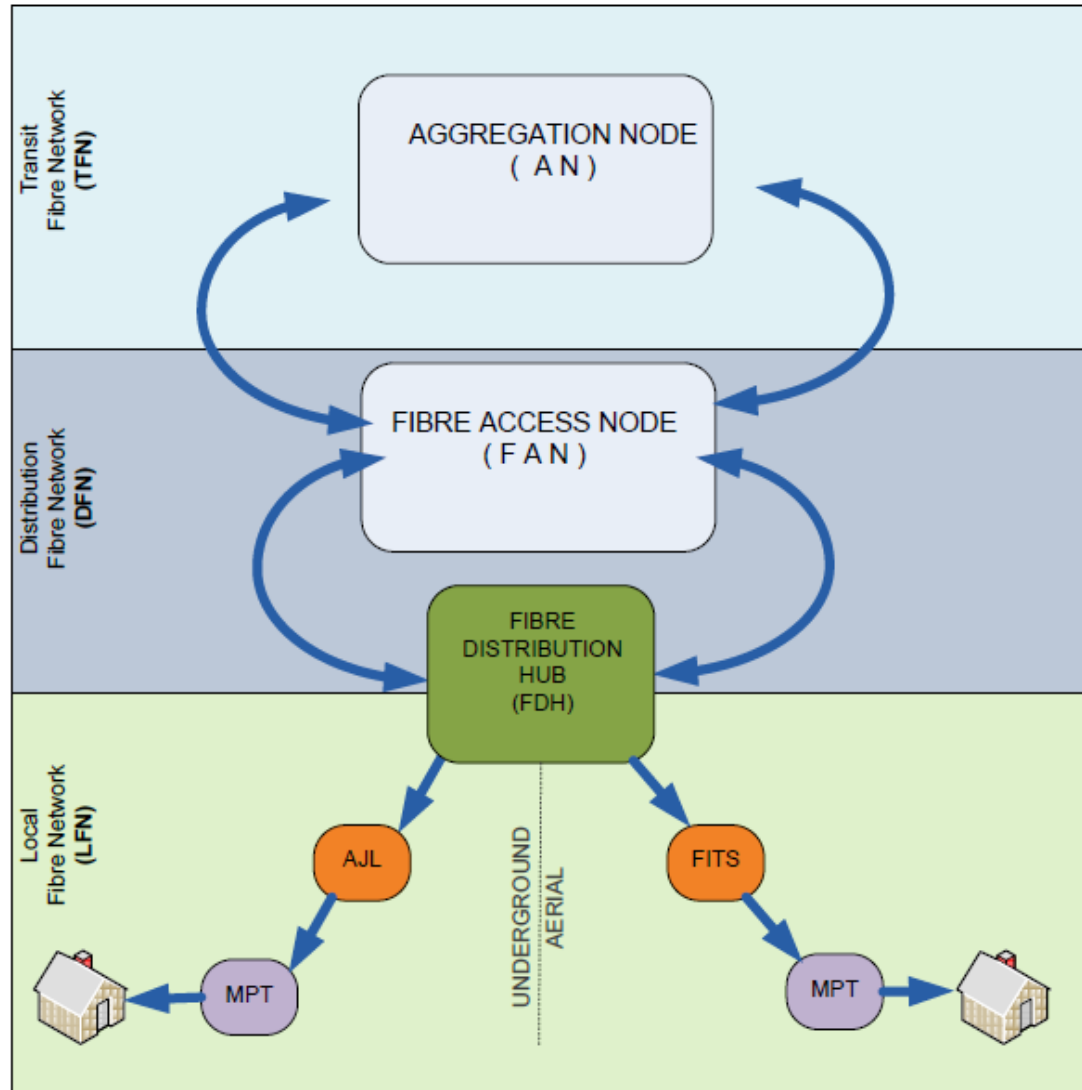 Transit
Fibre Network
(TFN)
AGGREGATION NODE
( A N )
Distribution
Fibre Network
(DFN)
FIBRE ACCESS NODE
( F A N )
FIBRE
DISTRIBUTION
HUB
(FDH)
Local
Fibre Network
(LFN)
AJL
FITS
UNDERGROUND
AERIAL
MPT
MPT